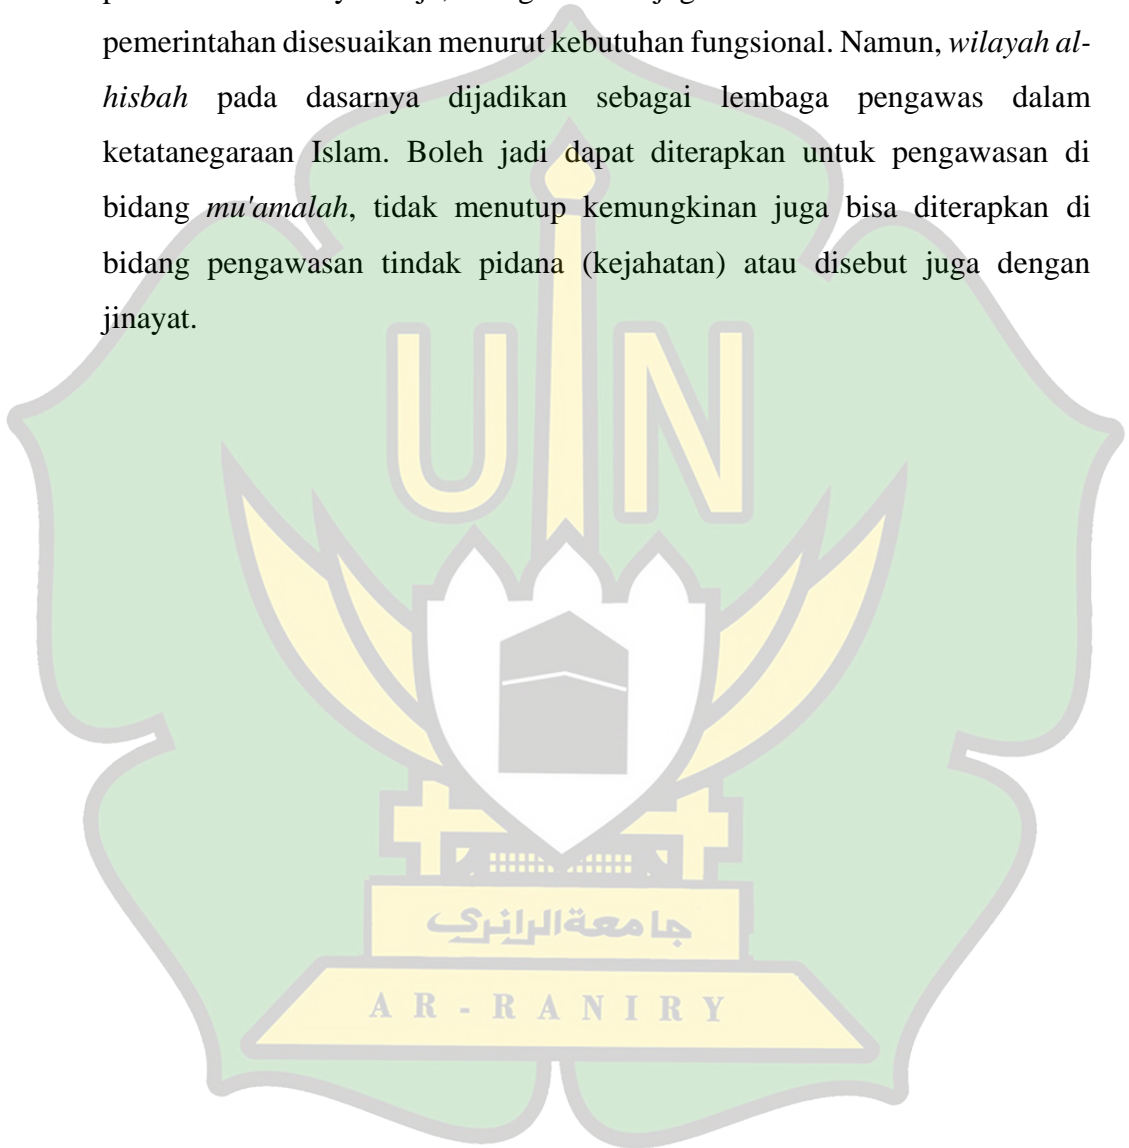 pemerintahan disesuaikan menurut kebutuhan fungsional. Namun, wilayah al-
hisbah pada dasarnya dijadikan sebagai lembaga pengawas dalam
ketatanegaraan Islam. Boleh jadi dapat diterapkan untuk pengawasan di
bidang mu'amalah, tidak menutup kemungkinan juga bisa diterapkan di
bidang pengawasan tindak pidana (kejahatan) atau disebut juga dengan
jinayat.
UIN
جامعةالرانري
AR-RANIRY